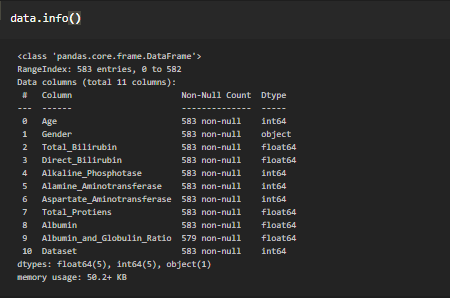 data.info()
<class 'pandas.core.frame.DataFrame'>
RangeIndex: 583 entries, 0 to 582
Data columns (total 11 columns):
 #   Column                      Non-Null Count  Dtype
---  ------                      --------------  -----
 0   Age                         583 non-null    int64
 1   Gender                      583 non-null    object
 2   Total_Bilirubin             583 non-null    float64
 3   Direct_Bilirubin            583 non-null    float64
 4   Alkaline_Phosphotase        583 non-null    int64
 5   Alamine_Aminotransferase    583 non-null    int64
 6   Aspartate_Aminotransferase  583 non-null    int64
 7   Total_Protiens              583 non-null    float64
 8   Albumin                     583 non-null    float64
 9   Albumin_and_Globulin_Ratio  579 non-null    float64
 10  Dataset                     583 non-null    int64
dtypes: float64(5), int64(5), object(1)
memory usage: 50.2+ KB